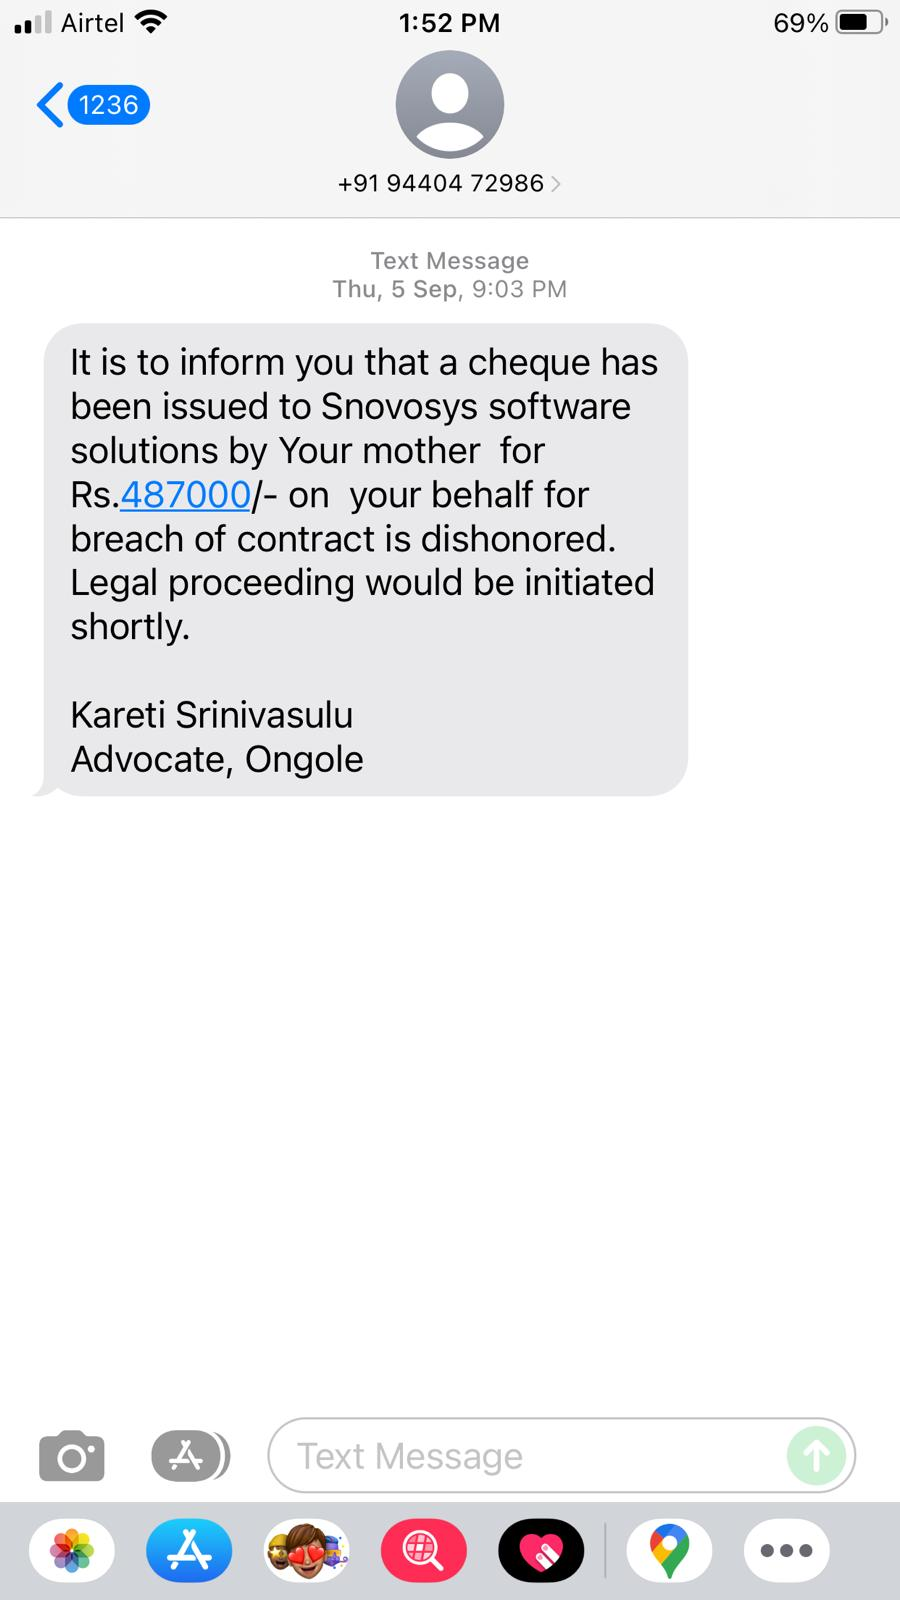 Airtel 1:52 PM 69%
1236
+91 94404 72986
Text Message
Thu, 5 Sep, 9:03 PM
It is to inform you that a cheque has
been issued to Snovosys software
solutions by Your mother  for
Rs.487000/- on  your behalf for
breach of contract is dishonored.
Legal proceeding would be initiated
shortly.
Kareti Srinivasulu
Advocate, Ongole
Text Message